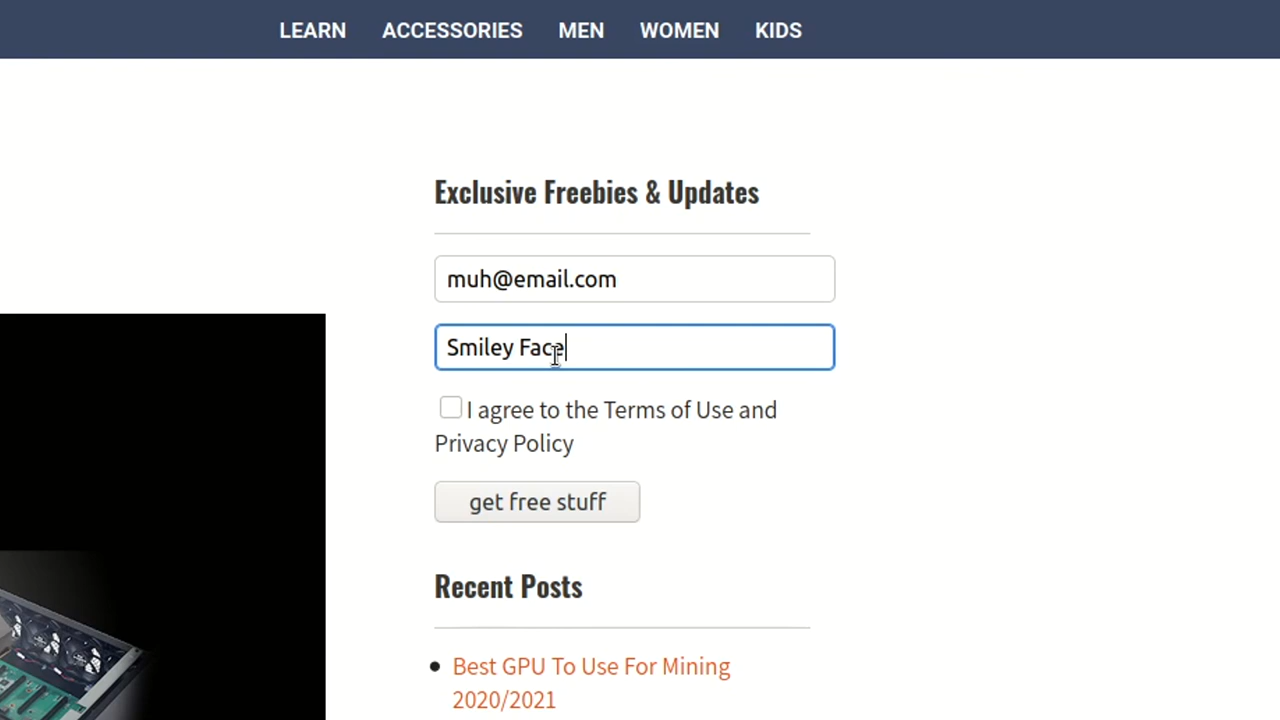 LEARN ACCESSORIES MEN WOMEN KIDS
Exclusive Freebies & Updates
muh@email.com
Smiley Face
I agree to the Terms of Use and
Privacy Policy
get free stuff
Recent Posts
Best GPU To Use For Mining
2020/2021